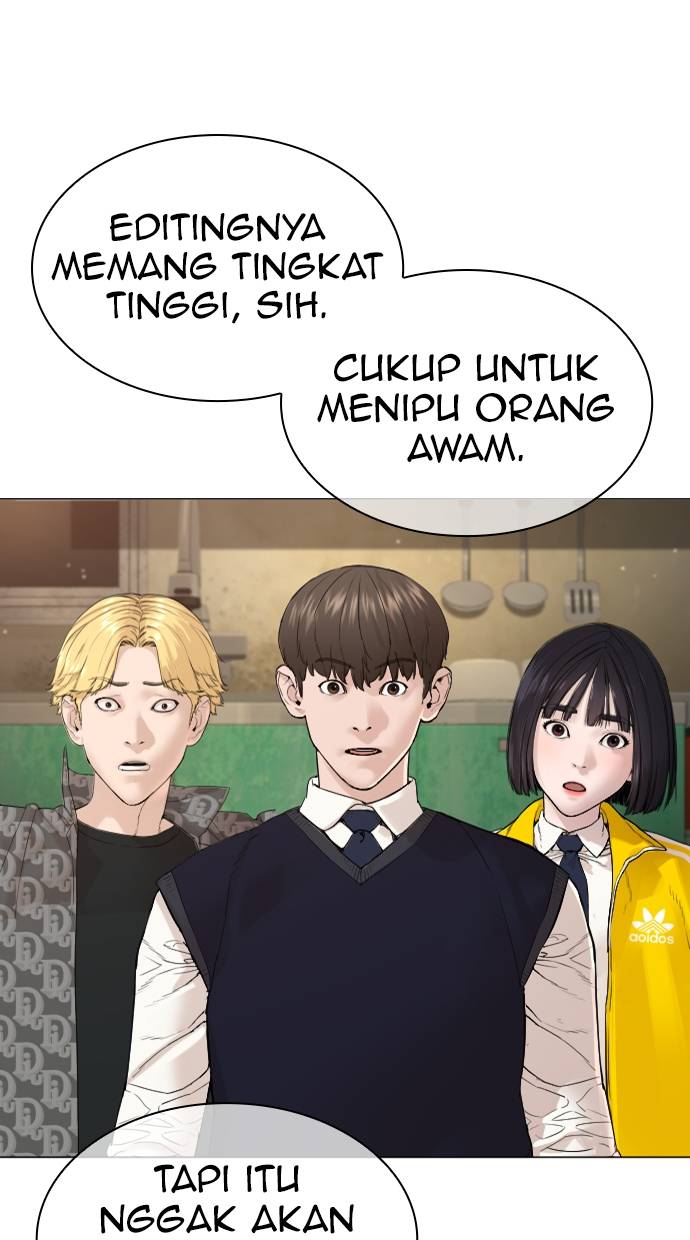 EDITINGNYA
MEMANG TINGKAT
TINGGI, SIH.
CUKUP UNTUK
MENIPU ORANG
AWAM.
aoidos
TAPI ITU
NGGAK AKAN